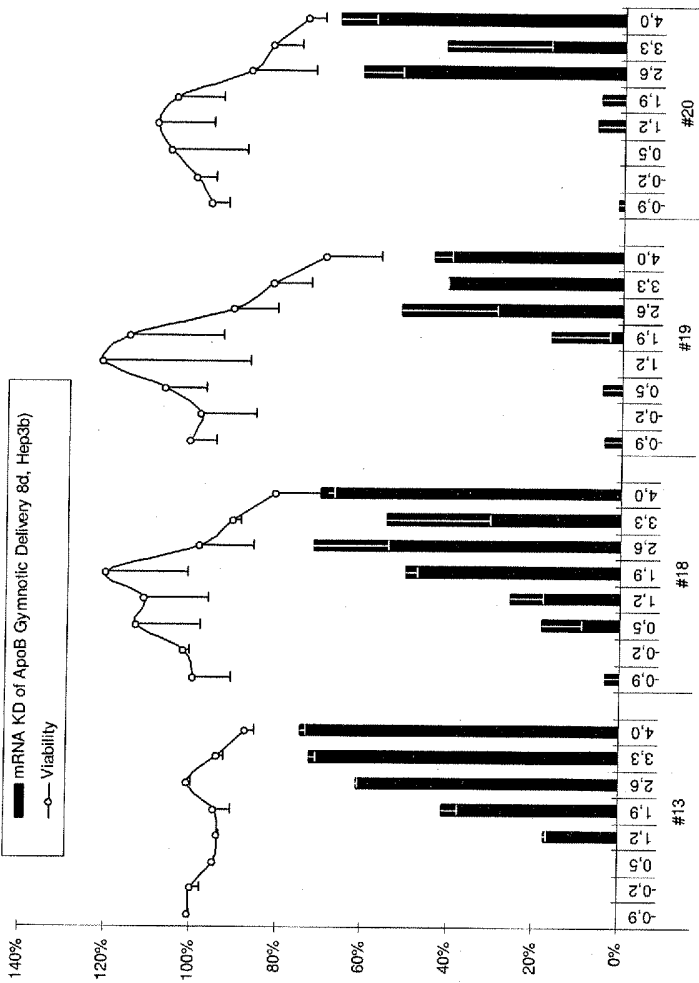 mRNA KD of ApoB Gymnotic Delivery 8d, Hep3b)
Viability
140%
120%
100%
80%
60%
40%
20%
0%
-0,9 -0,2 0,5 1,2 1,9 2,6 3,3 4,0 -0,9 -0,2 0,5 1,2 1,9 2,6 3,3 4,0 -0,9 -0,2 0,5 1,2 1,9 2,6 3,3 4,0 -0,9 -0,2 0,5 1,2 1,9 2,6 3,3 4,0
#13 #18 #19 #20